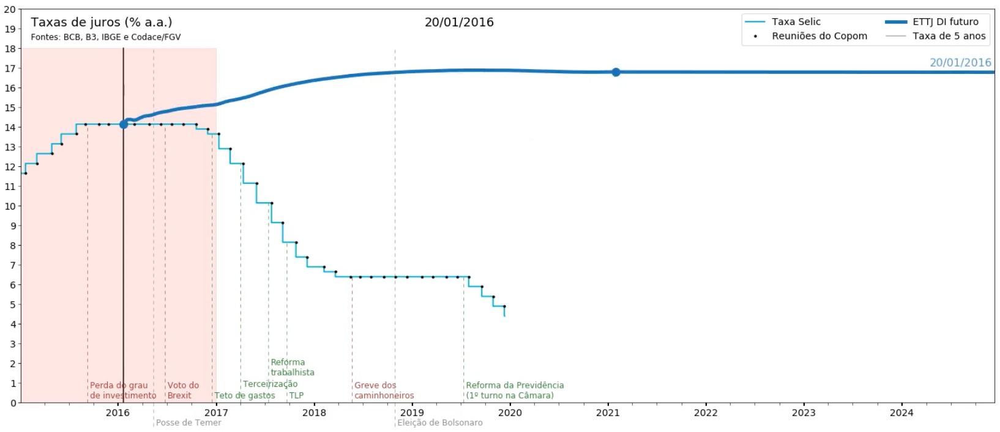 Taxas de juros (% a.a.)
Fontes: BCB, B3, IBGE e Codace/FGV
20/01/2016
Taxa Selic
Reuniões do Copom
ETTJ DI futuro
Taxa de 5 anos
20/01/2016
20
19
18
17
16
15
14
13
12
11
10
9
8
7
6
5
4
3
2
1
0
Perda do grau
de investimento
Voto do
Brexit
Teto de gastos
Terceirização
Reforma
trabalhista
TLP
Greve dos
caminhoneiros
Reforma da Previdência
(1º turno na Câmara)
2016
2017
2018
2019
2020
2021
2022
2023
2024
Posse de Temer
Eleição de Bolsonaro